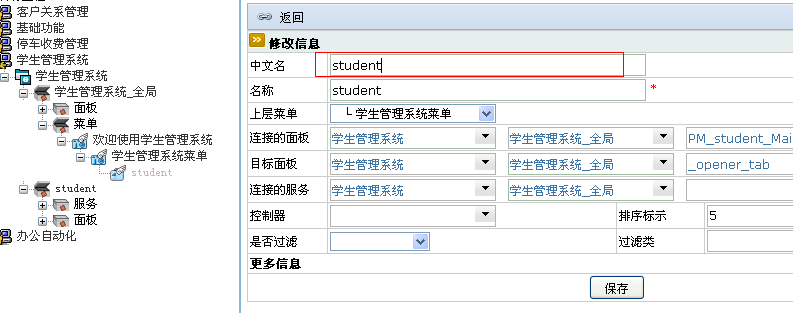 客户关系管理
基础功能
停车收费管理
学生管理系统
学生管理系统
学生管理系统_全局
面板
菜单
欢迎使用学生管理系统
学生管理系统菜单
student
student
服务
面板
办公自动化
返回
修改信息
中文名 student
名称 student *
上层菜单 └ 学生管理系统菜单
连接的面板 学生管理系统 学生管理系统_全局 PM_student_Mai
目标面板 学生管理系统 学生管理系统_全局 _opener_tab
连接的服务 学生管理系统 学生管理系统_全局
控制器 排序标示 5
是否过滤 过滤类
更多信息
保存